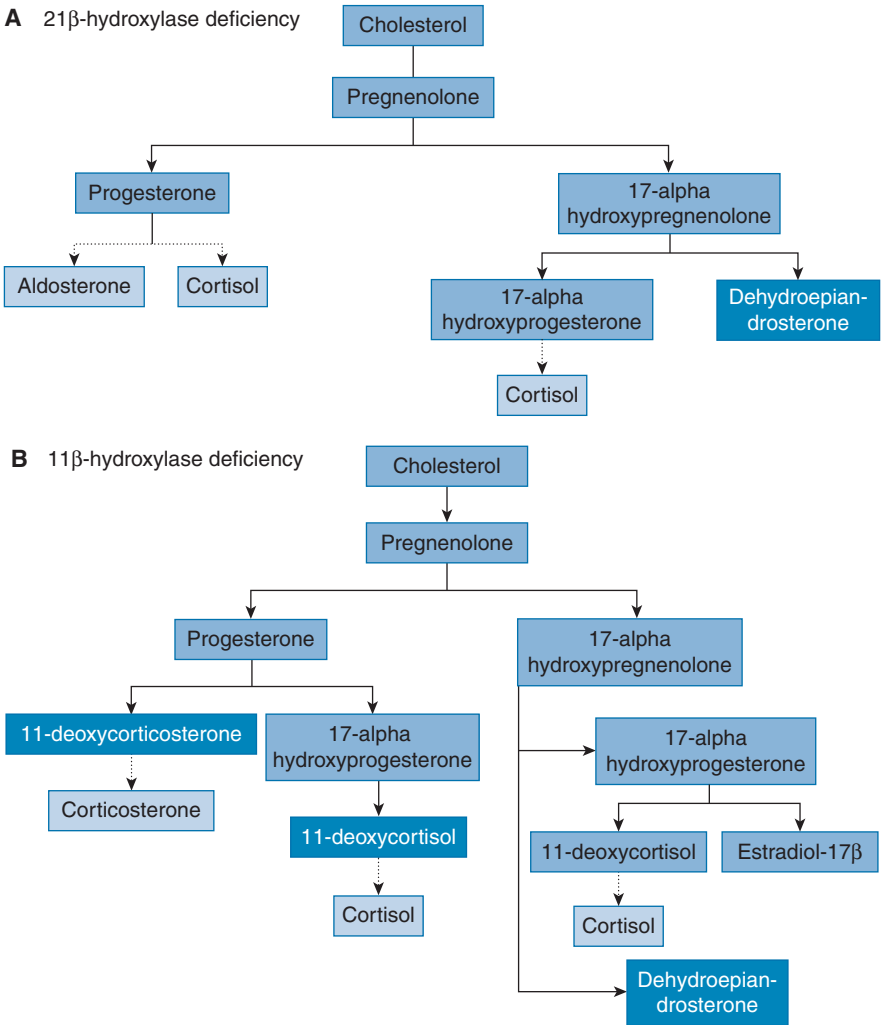 A 21β-hydroxylase deficiency
Cholesterol
Pregnenolone
Progesterone
17-alpha
hydroxypregnenolone
Aldosterone
Cortisol
17-alpha
hydroxyprogesterone
Dehydroepian-
drosterone
Cortisol
B 11β-hydroxylase deficiency
Cholesterol
Pregnenolone
Progesterone
17-alpha
hydroxypregnenolone
11-deoxycorticosterone
17-alpha
hydroxyprogesterone
17-alpha
hydroxyprogesterone
Corticosterone
11-deoxycortisol
11-deoxycortisol
Estradiol-17β
Cortisol
Cortisol
Dehydroepian-
drosterone